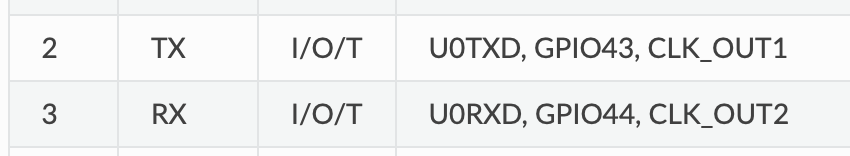 2 TX I/O/T U0TXD, GPIO43, CLK_OUT1
3 RX I/O/T U0RXD, GPIO44, CLK_OUT2